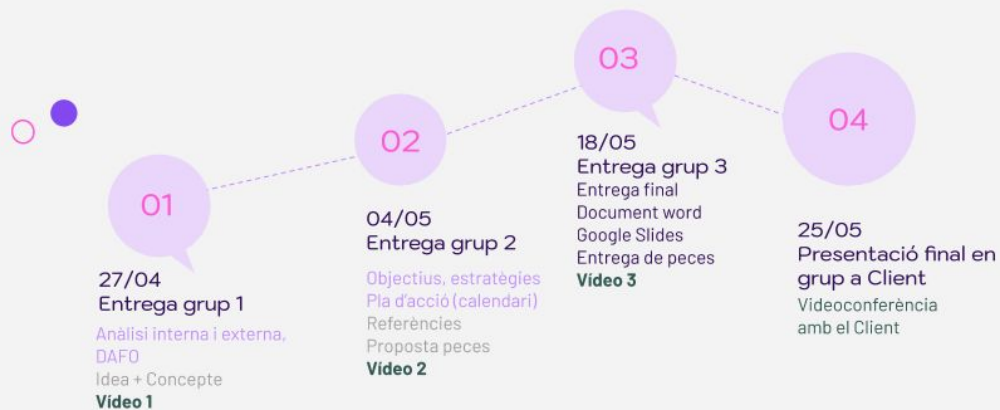 01
27/04
Entrega grup 1
Anàlisi interna i externa,
DAFO
Idea + Concepte
Vídeo 1
02
04/05
Entrega grup 2
Objectius, estratègies
Pla d'acció (calendari)
Referències
Proposta peces
Vídeo 2
03
18/05
Entrega grup 3
Entrega final
Document word
Google Slides
Entrega de peces
Vídeo 3
04
25/05
Presentació final en
grup a Client
Videoconferència
amb el Client